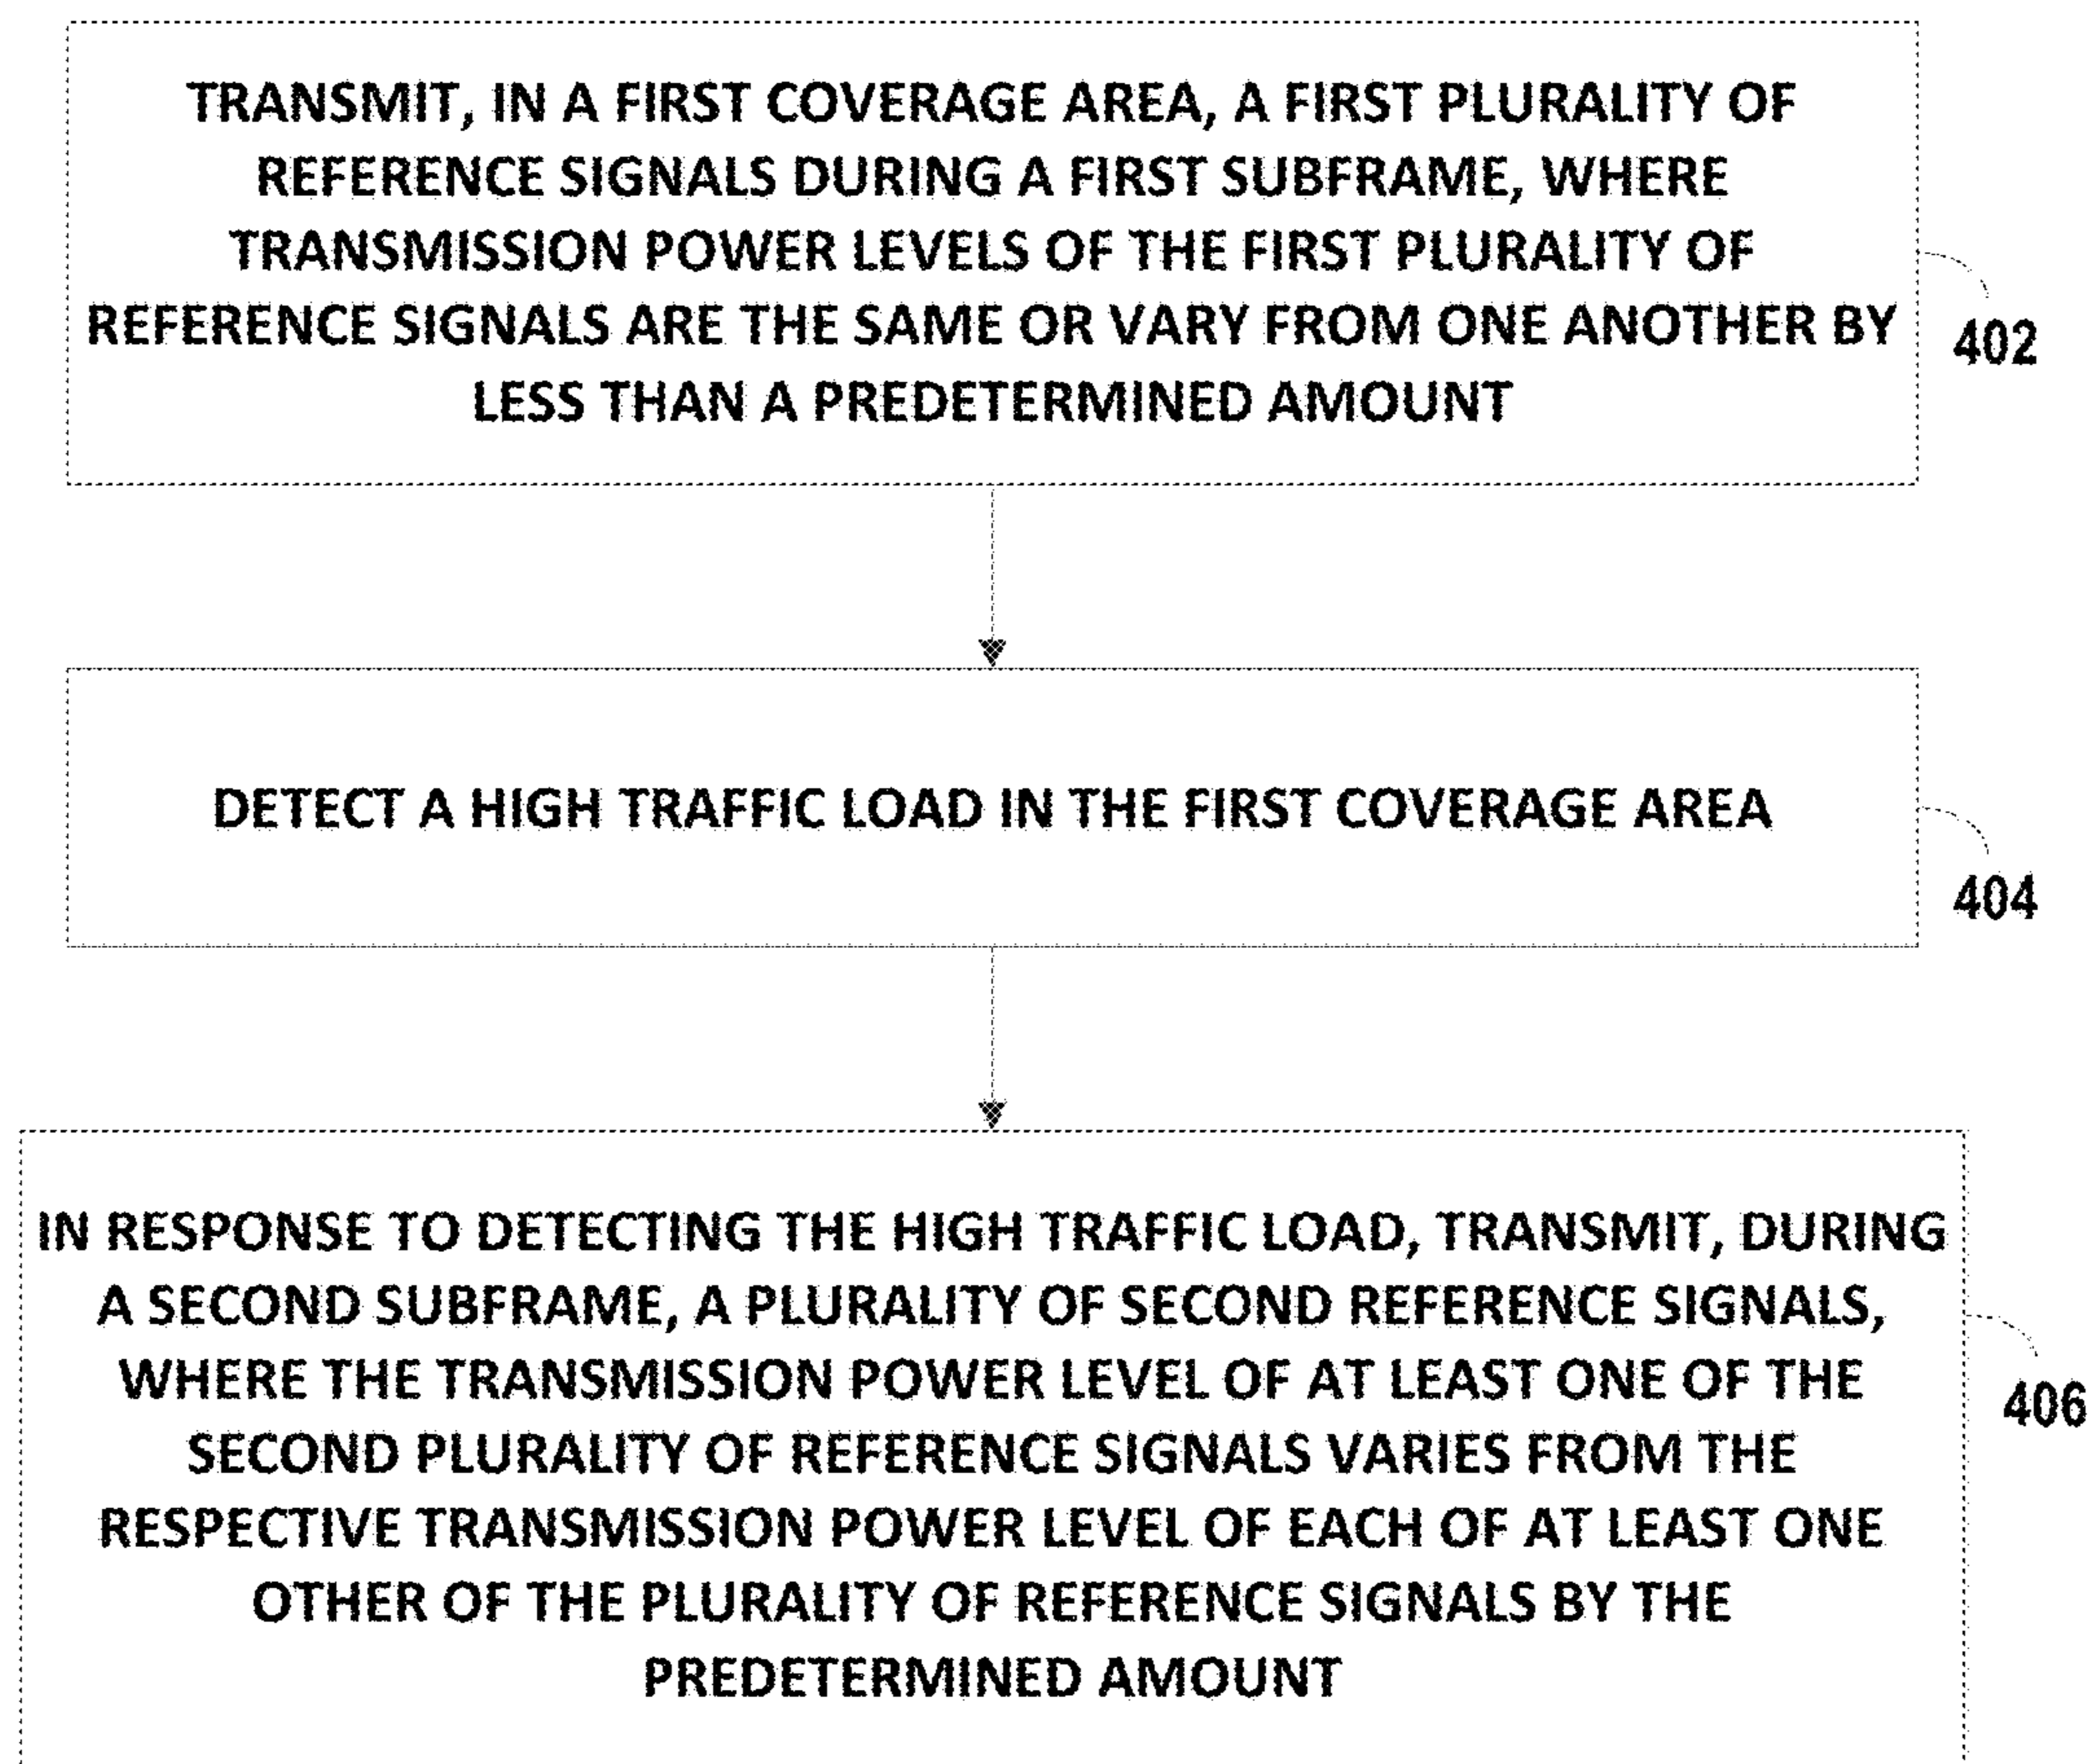 TRANSMIT, IN A FIRST COVERAGE AREA, A FIRST PLURALITY OF
REFERENCE SIGNALS DURING A FIRST SUBFRAME, WHERE
TRANSMISSION POWER LEVELS OF THE FIRST PLURALITY OF
REFERENCE SIGNALS ARE THE SAME OR VARY FROM ONE ANOTHER BY
LESS THAN A PREDETERMINED AMOUNT
402
DETECT A HIGH TRAFFIC LOAD IN THE FIRST COVERAGE AREA
404
IN RESPONSE TO DETECTING THE HIGH TRAFFIC LOAD, TRANSMIT, DURING
A SECOND SUBFRAME, A PLURALITY OF SECOND REFERENCE SIGNALS,
WHERE THE TRANSMISSION POWER LEVEL OF AT LEAST ONE OF THE
SECOND PLURALITY OF REFERENCE SIGNALS VARIES FROM THE
RESPECTIVE TRANSMISSION POWER LEVEL OF EACH OF AT LEAST ONE
OTHER OF THE PLURALITY OF REFERENCE SIGNALS BY THE
PREDETERMINED AMOUNT
406